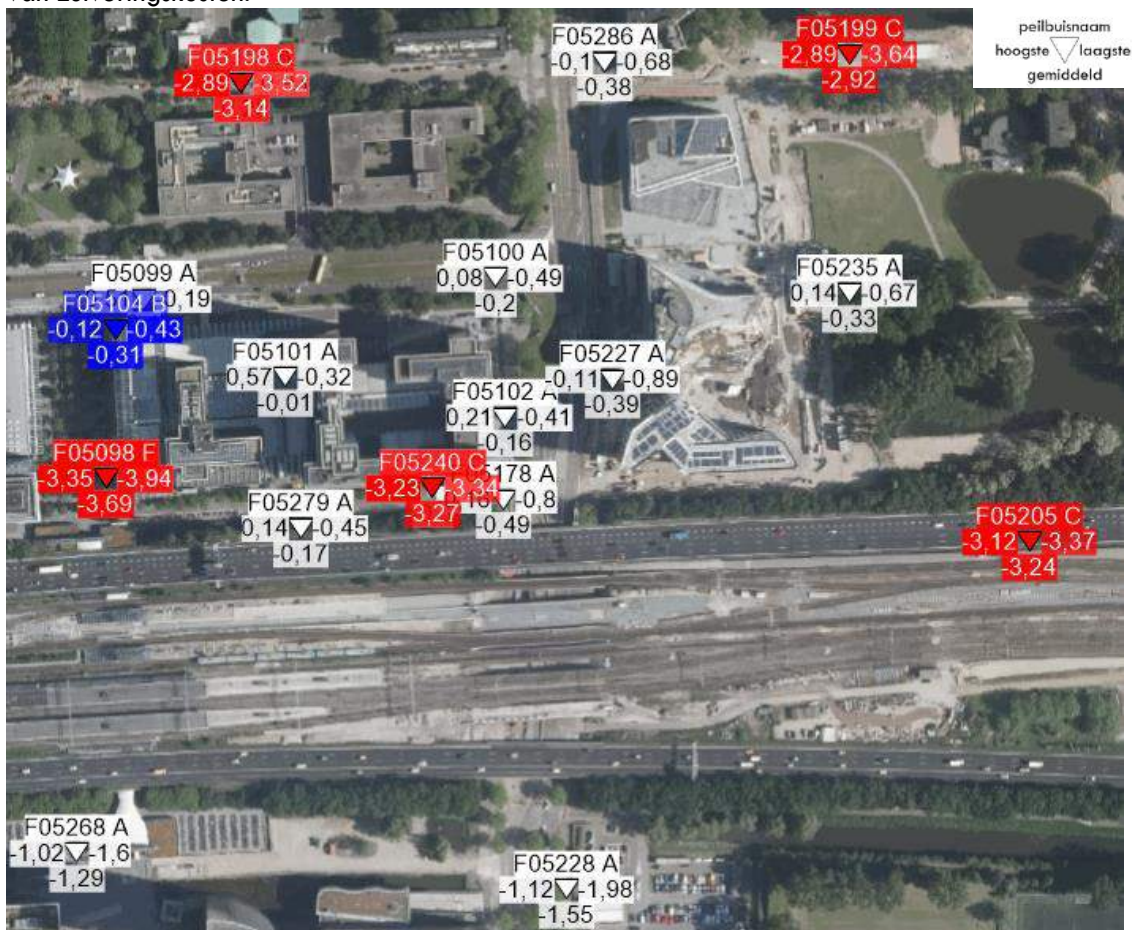 peilbuisnaam
hoogste laagste
gemiddeld
F05198 C
-2,89 -3,52
-3,14
F05286 A
-0,1 -0,68
-0,38
F05199 C
-2,89 -3,64
-2,92
F05100 A
0,08 -0,49
-0,2
F05235 A
0,14 -0,67
-0,33
F05099 A
-0,19
F05104 B
-0,12 -0,43
-0,31
F05101 A
0,57 -0,32
-0,01
F05227 A
-0,11 -0,89
-0,39
F05102 A
0,21 -0,41
-0,16
F05098 F
-3,35 -3,94
-3,69
F05240 C
-3,23 -3,34
-3,27
178 A
-0,8
-0,49
F05279 A
0,14 -0,45
-0,17
F05205 C
-3,12 -3,37
-3,24
F05268 A
-1,02 -1,6
-1,29
F05228 A
-1,12 -1,98
-1,55